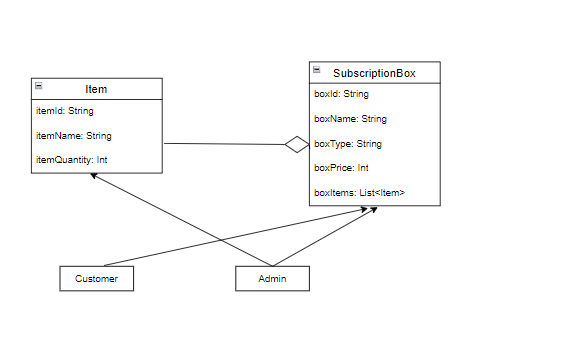 Item
itemId: String
itemName: String
itemQuantity: Int
SubscriptionBox
boxId: String
boxName: String
boxType: String
boxPrice: Int
boxItems: List<Item>
Customer
Admin